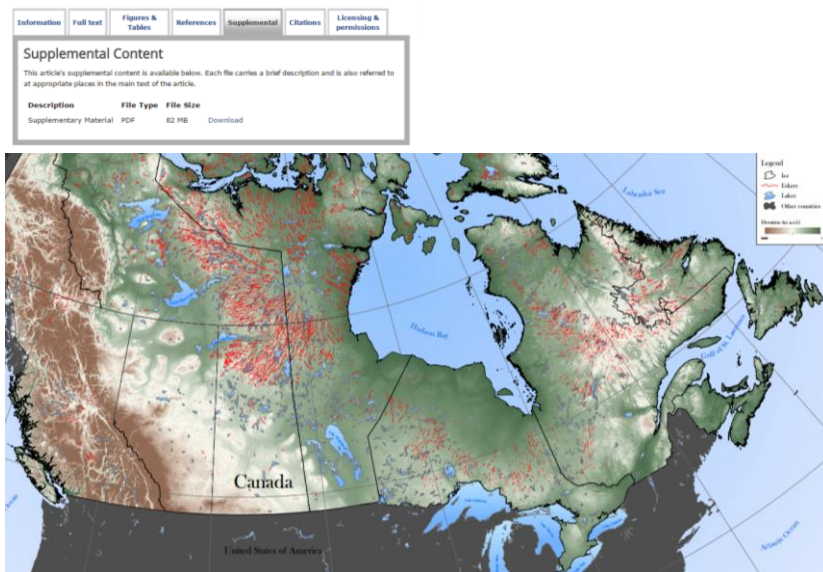 Information
Full text
Figures &
Tables
References
Supplemental
Citations
Licensing &
permissions
Supplemental Content
This article's supplemental content is available below. Each file carries a brief description and is also referred to
at appropriate places in the main text of the article.
Description File Type File Size
Supplementary Material PDF 82 MB Download
Legend
Ice
Eskers
Lakes
Other countries
Labrador Sea
Hudson Bay
Gulf of St. Lawrence
Canada
United States of America
Atlantic Ocean
Ocean